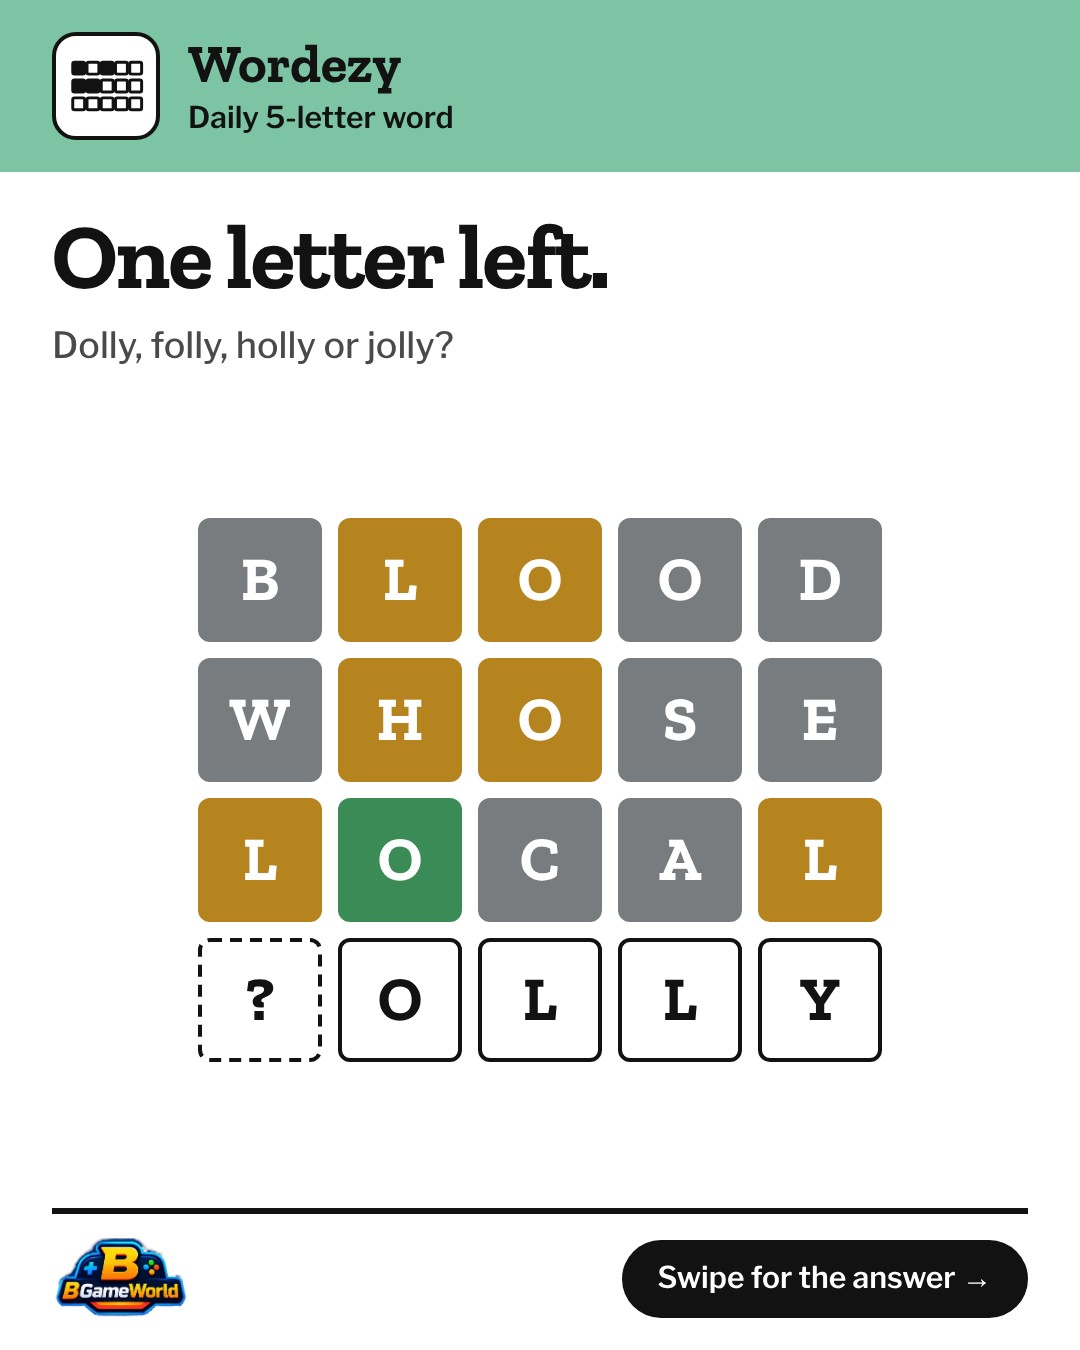 Wordezy
Daily 5-letter word
One letter left.
Dolly, folly, holly or jolly?
B L O O D
W H O S E
L O C A L
? O L L Y
B
BGameWorld
Swipe for the answer →